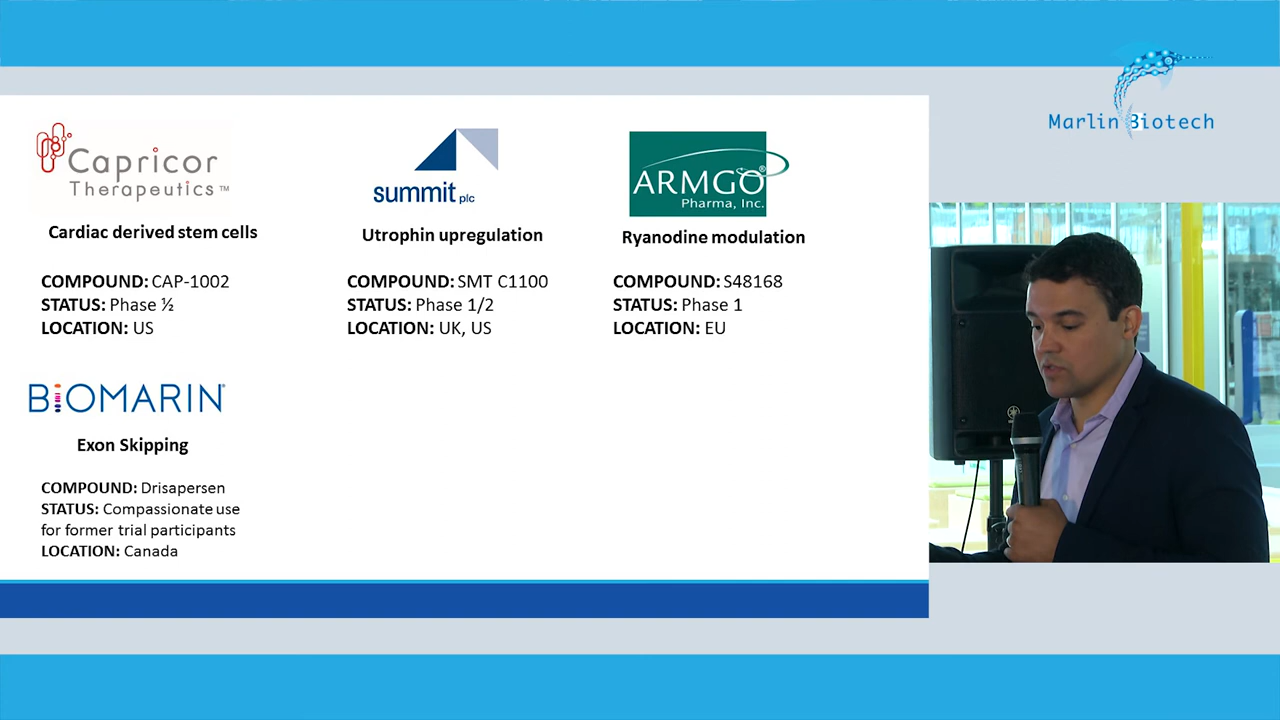 Marlin Biotech
Capricor
Therapeutics™
Cardiac derived stem cells
COMPOUND: CAP-1002
STATUS: Phase ½
LOCATION: US
summit plc
Utrophin upregulation
COMPOUND: SMT C1100
STATUS: Phase 1/2
LOCATION: UK, US
ARMGO®
Pharma, Inc.
Ryanodine modulation
COMPOUND: S48168
STATUS: Phase 1
LOCATION: EU
BiOMARIN®
Exon Skipping
COMPOUND: Drisapersen
STATUS: Compassionate use
for former trial participants
LOCATION: Canada